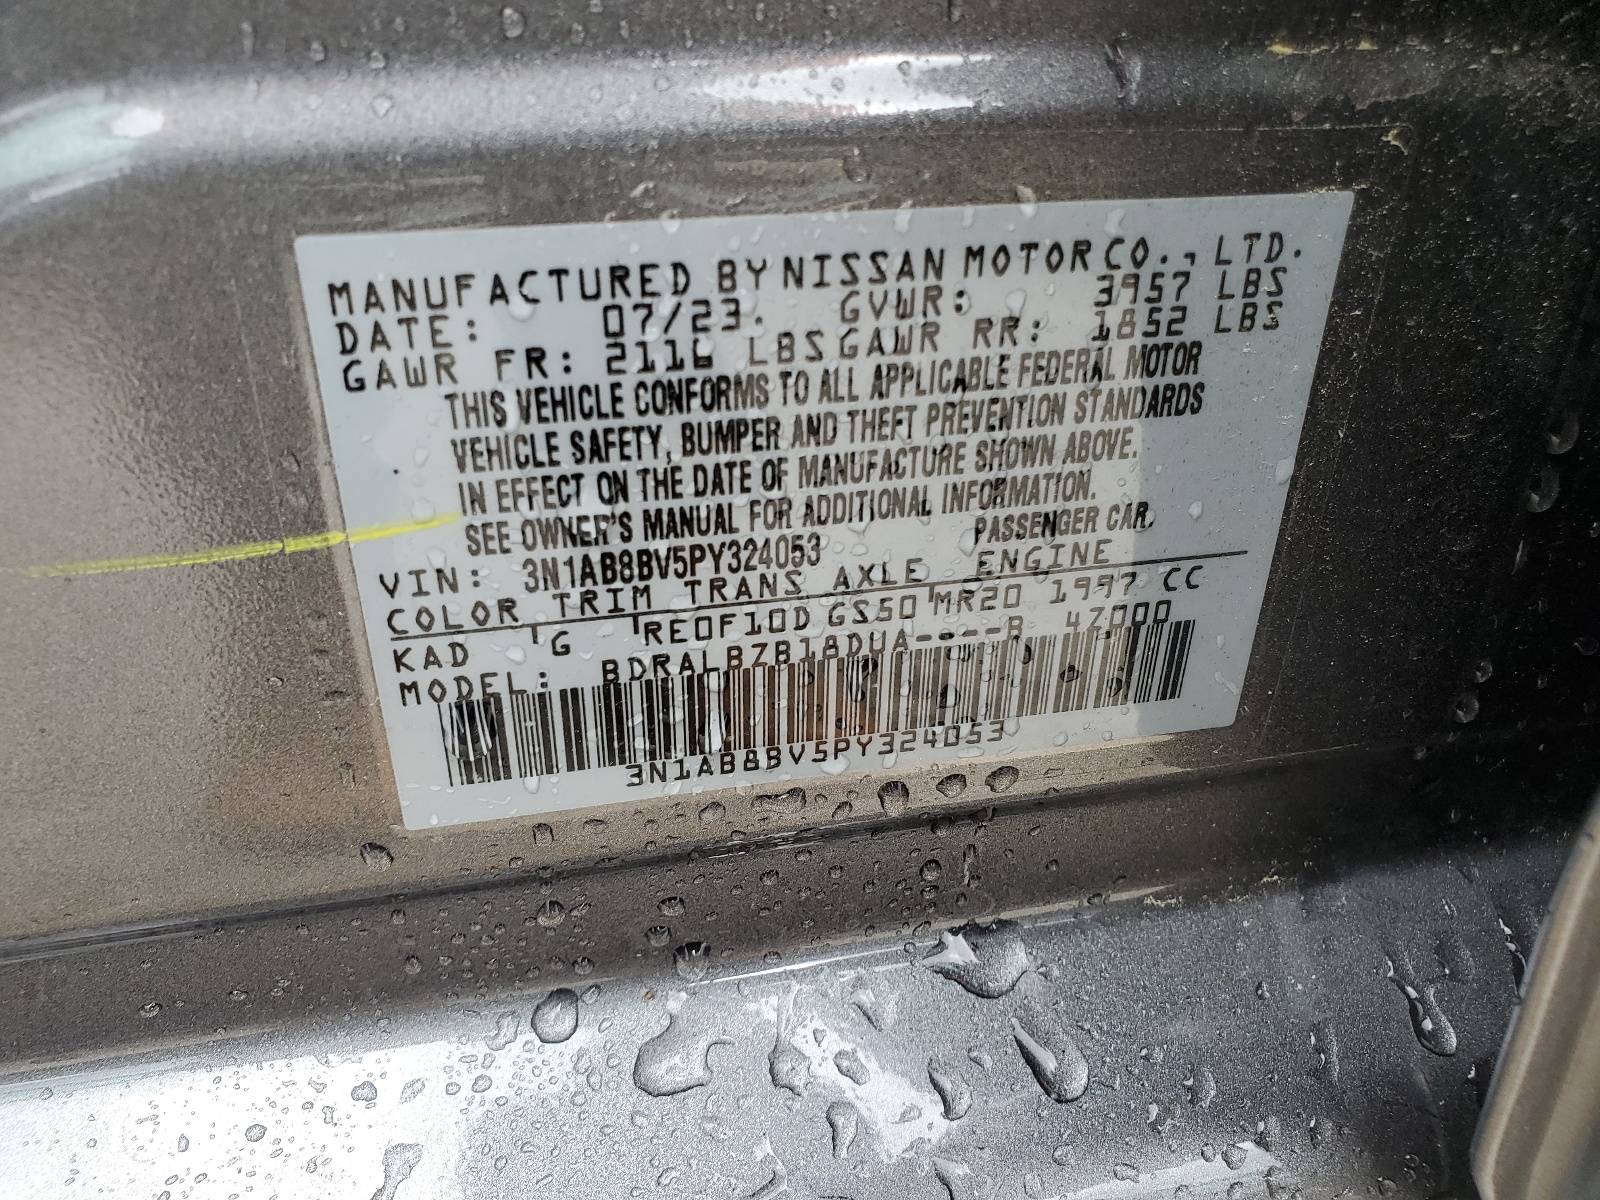 MANUFACTURED BY NISSAN MOTOR CO., LTD.
DATE: 07/23. GVWR: 3957 LBS
GAWR FR: 2116 LBS GAWR RR: 1852 LBS
THIS VEHICLE CONFORMS TO ALL APPLICABLE FEDERAL MOTOR
VEHICLE SAFETY, BUMPER AND THEFT PREVENTION STANDARDS
IN EFFECT ON THE DATE OF MANUFACTURE SHOWN ABOVE.
SEE OWNER'S MANUAL FOR ADDITIONAL INFORMATION.
VIN: 3N1AB8BV5PY324053 PASSENGER CAR.
COLOR TRIM TRANS AXLE ENGINE
KAD G RE0F10D GS50 MR20 1997 CC
MODEL: BDRALBZB18DUA----B 4Z000
3N1AB8BV5PY324053